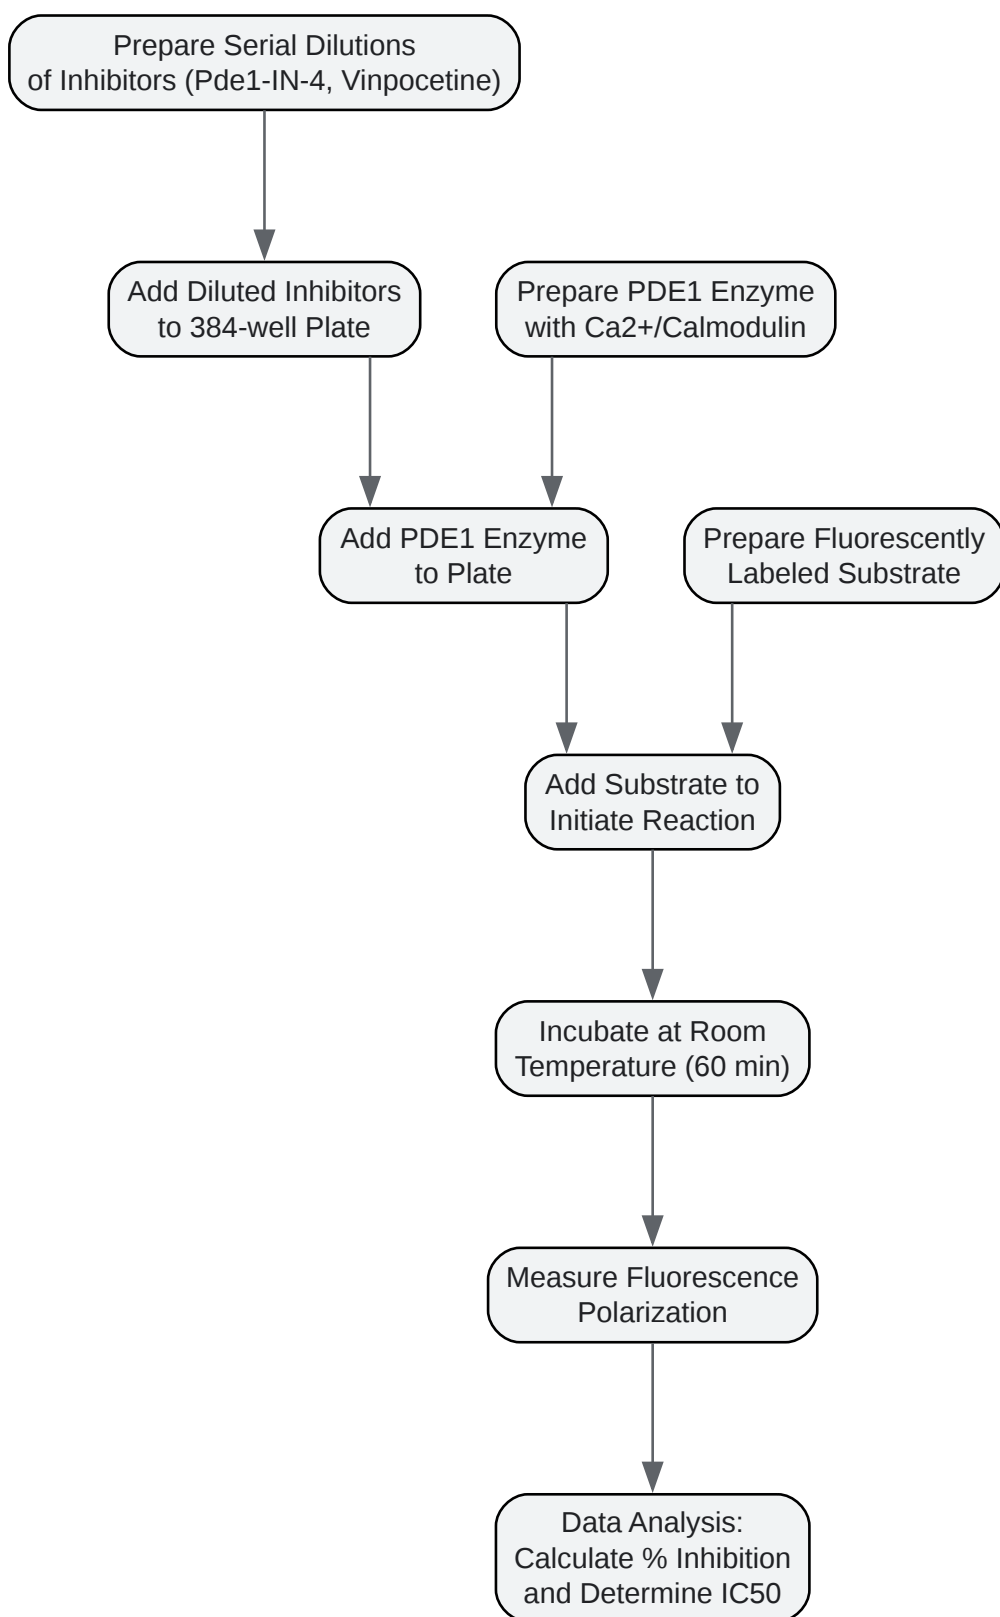 Prepare Serial Dilutions
of Inhibitors (Pde1-IN-4, Vinpocetine)
Add Diluted Inhibitors
to 384-well Plate
Prepare PDE1 Enzyme
with Ca2+/Calmodulin
Add PDE1 Enzyme
to Plate
Prepare Fluorescently
Labeled Substrate
Add Substrate to
Initiate Reaction
Incubate at Room
Temperature (60 min)
Measure Fluorescence
Polarization
Data Analysis:
Calculate % Inhibition
and Determine IC50